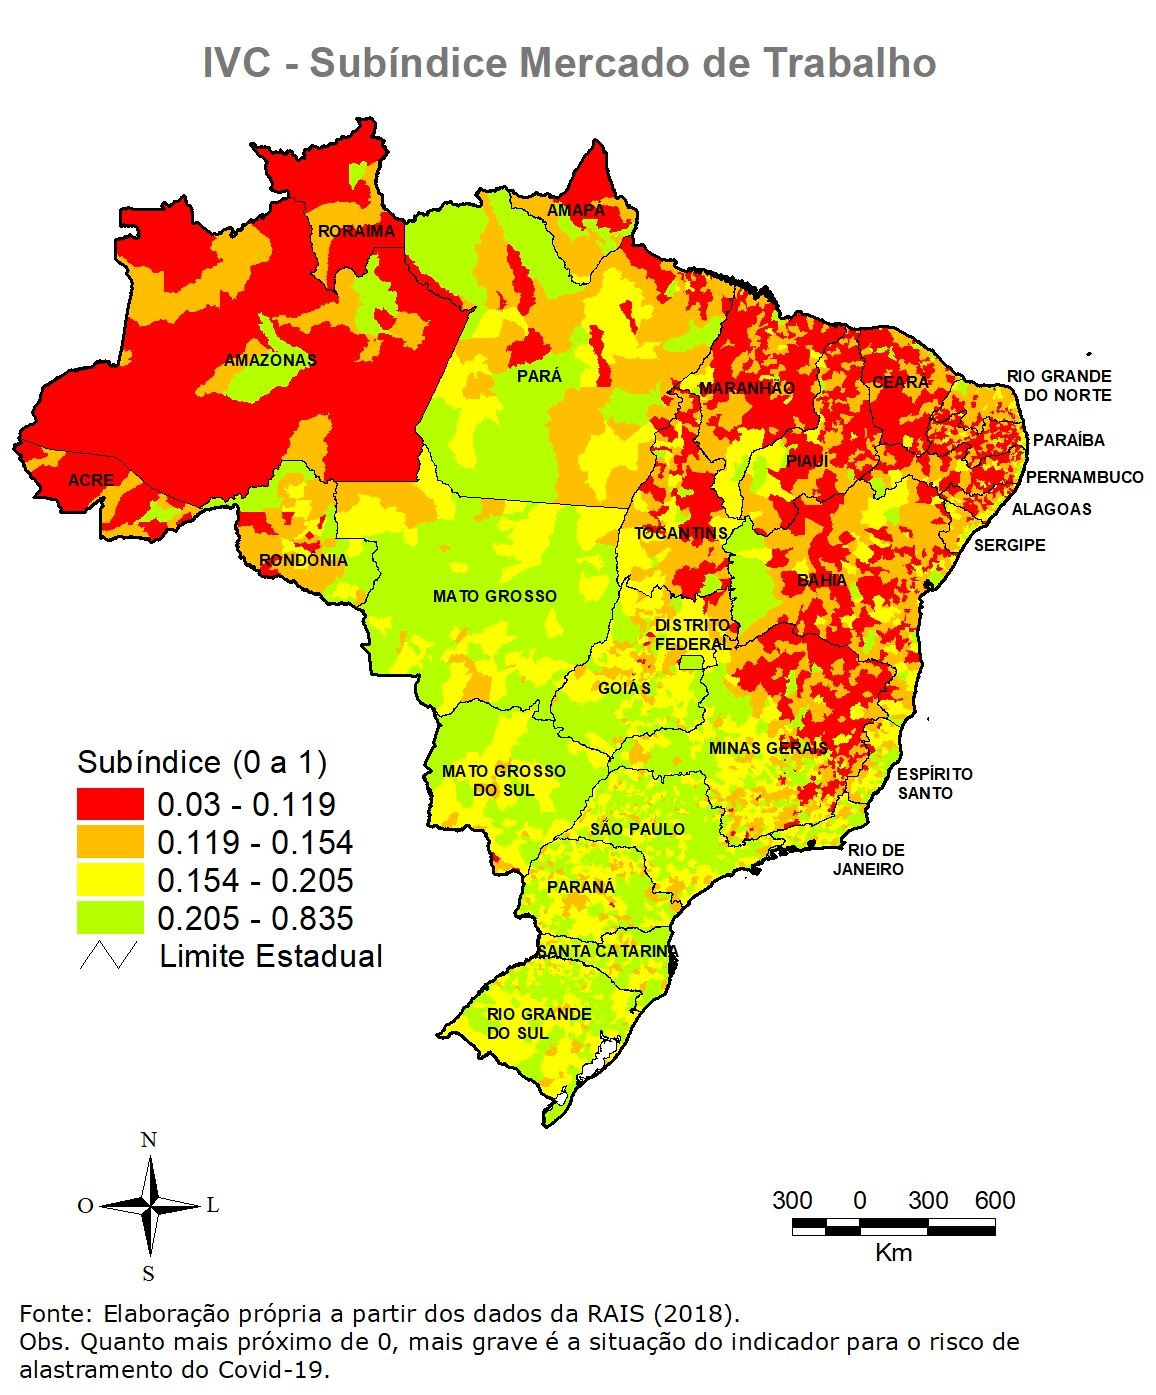 IVC - Subíndice Mercado de Trabalho
RORAIMA
AMAPÁ
AMAZONAS
PARÁ
MARANHÃO
CEARÁ
RIO GRANDE
DO NORTE
PARAÍBA
PIAUÍ
PERNAMBUCO
ACRE
ALAGOAS
TOCANTINS
SERGIPE
RONDÔNIA
BAHIA
MATO GROSSO
DISTRITO
FEDERAL
GOIÁS
MINAS GERAIS
MATO GROSSO
DO SUL
ESPÍRITO
SANTO
SÃO PAULO
RIO DE
JANEIRO
PARANÁ
SANTA CATARINA
RIO GRANDE
DO SUL
Subíndice (0 a 1)
0.03 - 0.119
0.119 - 0.154
0.154 - 0.205
0.205 - 0.835
Limite Estadual
N
O L
S
300 0 300 600
Km
Fonte: Elaboração própria a partir dos dados da RAIS (2018).
Obs. Quanto mais próximo de 0, mais grave é a situação do indicador para o risco de
alastramento do Covid-19.